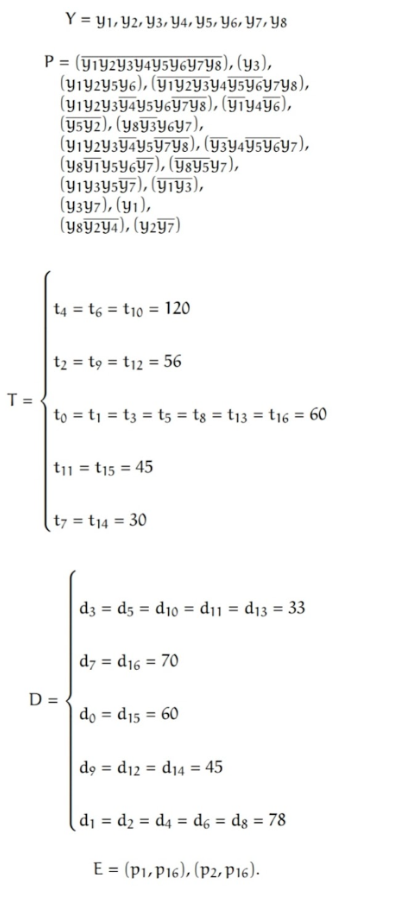 Y = y₁, y₂, y₃, y₄, y₅, y₆, y₇, y₈
P = (y̅₁y̅₂y̅₃y̅₄y̅₅y̅₆y̅₇y̅₈), (y₃),
(y₁y₂y₅y₆), (y̅₁y̅₂y̅₃y₄y̅₅y̅₆y₇y₈),
(y₁y₂y₃y̅₄y₅y₆y̅₇y̅₈), (y̅₁y₄y̅₆),
(y̅₅y̅₂), (y₈y̅₃y₆y₇),
(y₁y₂y₃y̅₄y₅y̅₇y̅₈), (y̅₃y₄y̅₅y̅₆y₇),
(y₈y̅₁y₅y₆y̅₇), (y̅₈y̅₅y₇),
(y₁y₃y₅y̅₇), (y̅₁y̅₃),
(y₃y₇), (y₁),
(y₈y̅₂y̅₄), (y₂y̅₇)
t₄ = t₆ = t₁₀ = 120
t₂ = t₉ = t₁₂ = 56
T = { t₀ = t₁ = t₃ = t₅ = t₈ = t₁₃ = t₁₆ = 60
t₁₁ = t₁₅ = 45
t₇ = t₁₄ = 30
d₃ = d₅ = d₁₀ = d₁₁ = d₁₃ = 33
d₇ = d₁₆ = 70
D = { d₀ = d₁₅ = 60
d₉ = d₁₂ = d₁₄ = 45
d₁ = d₂ = d₄ = d₆ = d₈ = 78
E = (p₁, p₁₆), (p₂, p₁₆).